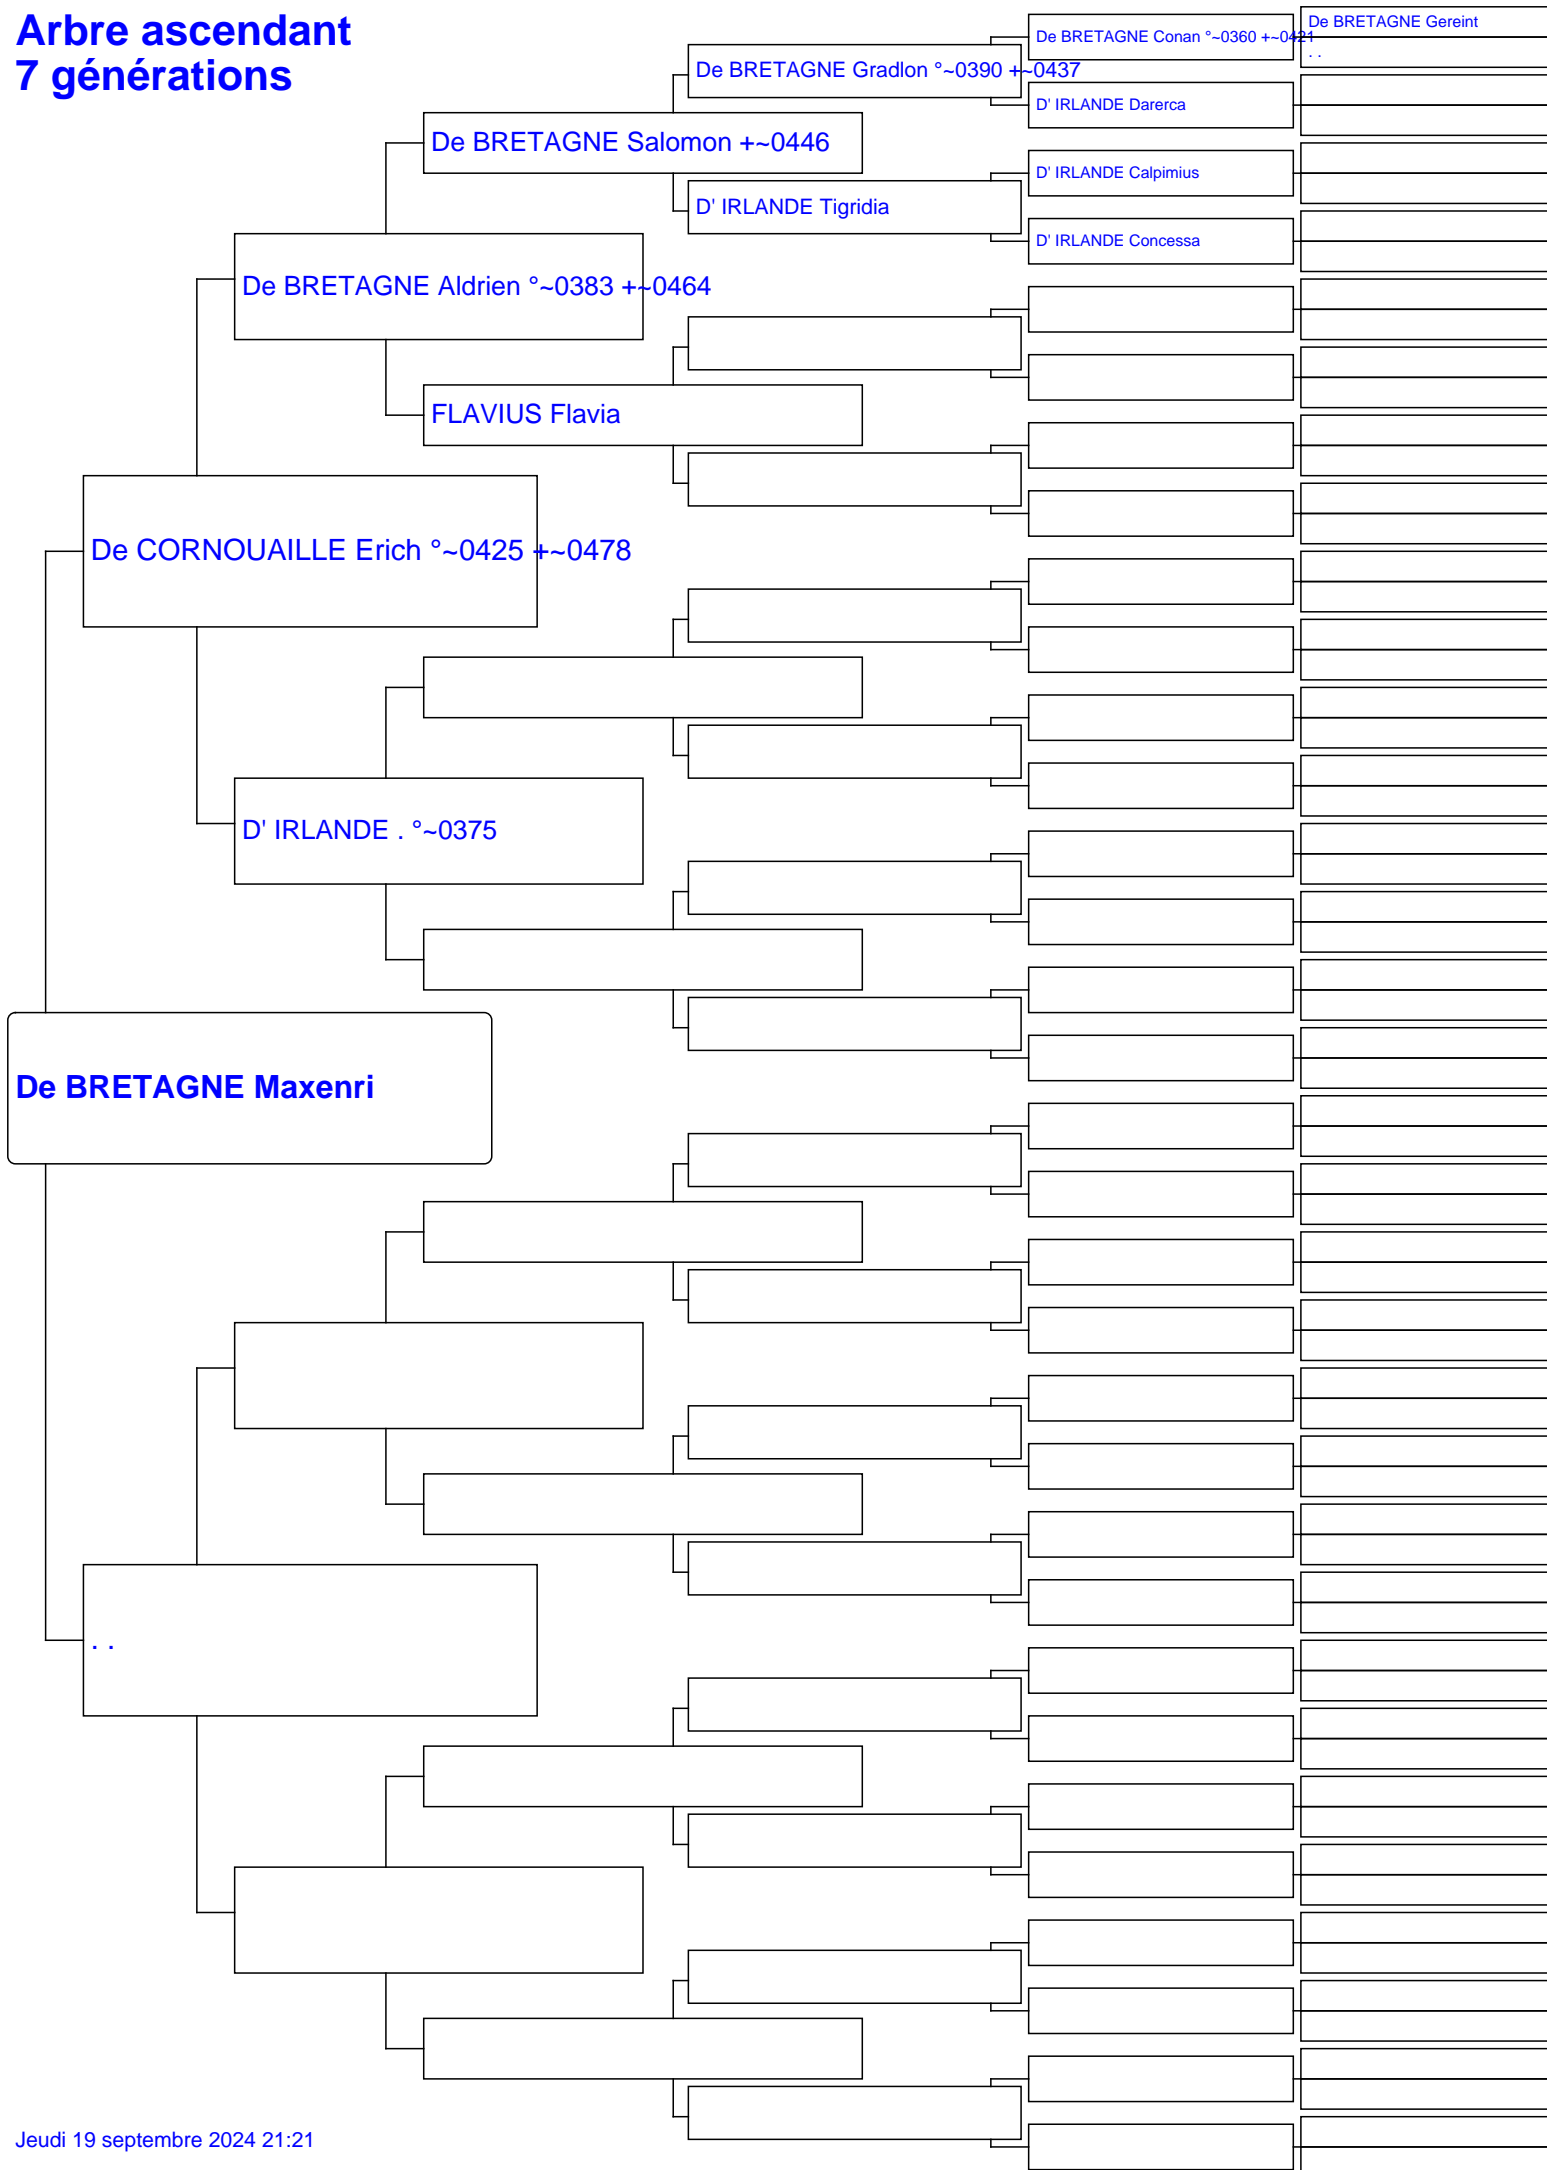 Arbre ascendant
7 générations
De BRETAGNE Gereint
. .
De BRETAGNE Conan °~0360 +~0421
De BRETAGNE Gradlon °~0390 +~0437
D' IRLANDE Darerca
De BRETAGNE Salomon +~0446
D' IRLANDE Calpimius
D' IRLANDE Tigridia
D' IRLANDE Concessa
De BRETAGNE Aldrien °~0383 +~0464
FLAVIUS Flavia
De CORNOUAILLE Erich °~0425 +~0478
D' IRLANDE . °~0375
De BRETAGNE Maxenri
. .
Jeudi 19 septembre 2024 21:21